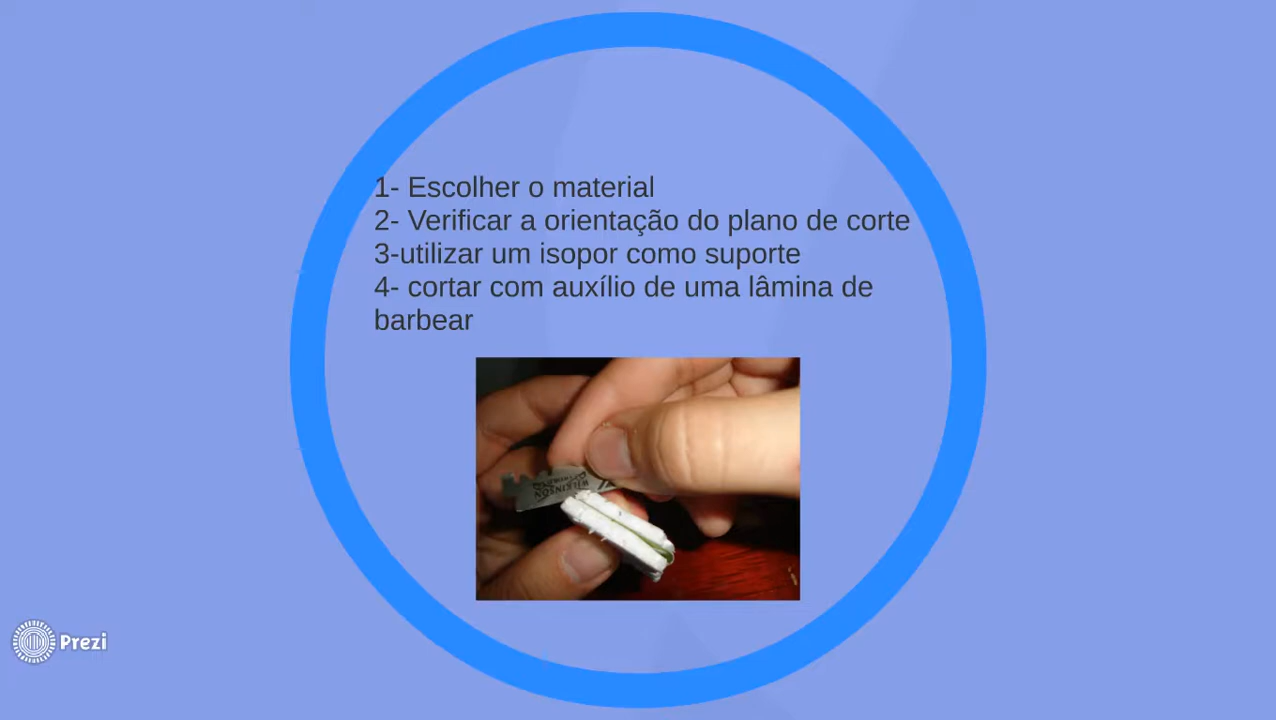 1- Escolher o material
2- Verificar a orientação do plano de corte
3-utilizar um isopor como suporte
4- cortar com auxílio de uma lâmina de
barbear
WILKINSON
Prezi